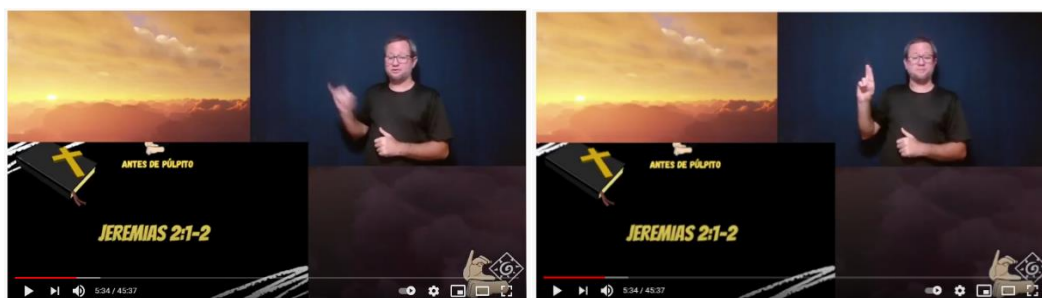 ANTES DE PÚLPITO
JEREMIAS 2:1-2
5:34 / 45:37
ANTES DE PÚLPITO
JEREMIAS 2:1-2
5:34 / 45:37